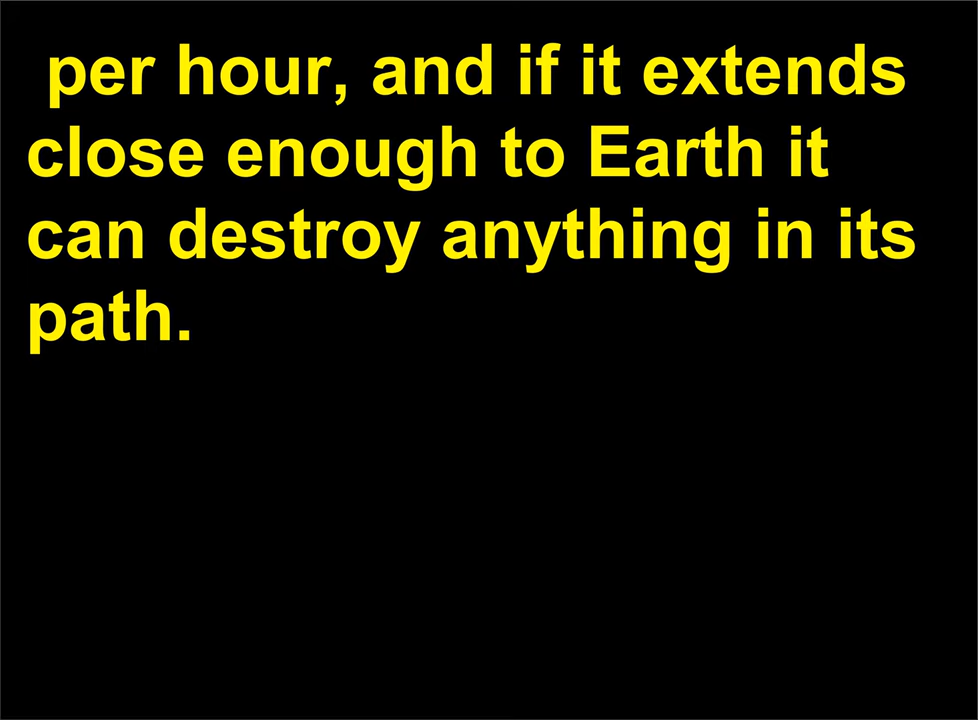 per hour, and if it extends
close enough to Earth it
can destroy anything in its
path.